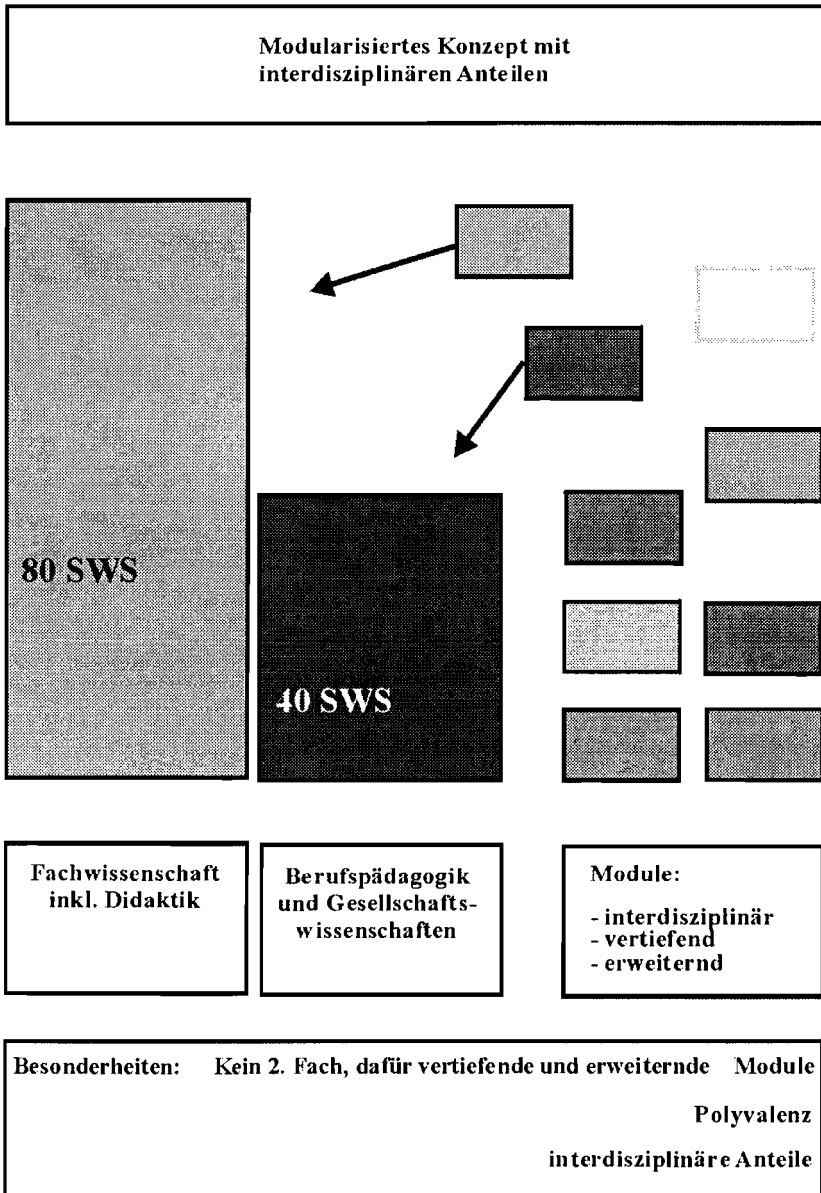 Modularisiertes Konzept mit
interdisziplinären Anteilen
80 SWS
40 SWS
Fachwissenschaft
inkl. Didaktik
Berufspädagogik
und Gesellschafts-
wissenschaften
Module:
- interdisziplinär
- vertiefend
- erweiternd
Besonderheiten: Kein 2. Fach, dafür vertiefende und erweiternde Module
Polyvalenz
interdisziplinäre Anteile